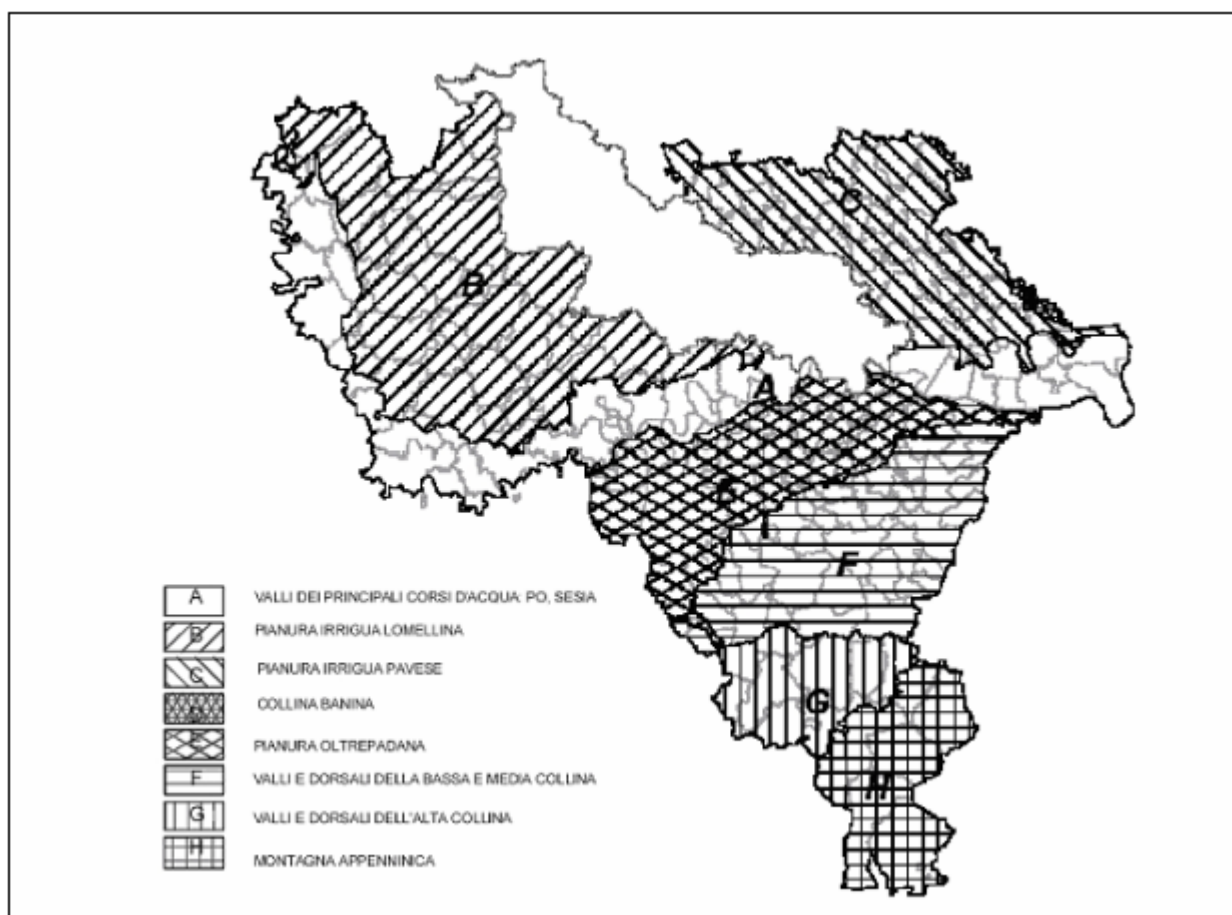 C
B
A
E
F
G
H
A VALLI DEI PRINCIPALI CORSI D'ACQUA: PO, SESIA
B PIANURA IRRIGUA LOMELLINA
C PIANURA IRRIGUA PAVESE
D COLLINA BANINA
E PIANURA OLTREPADANA
F VALLI E DORSALI DELLA BASSA E MEDIA COLLINA
G VALLI E DORSALI DELL'ALTA COLLINA
H MONTAGNA APPENNINICA